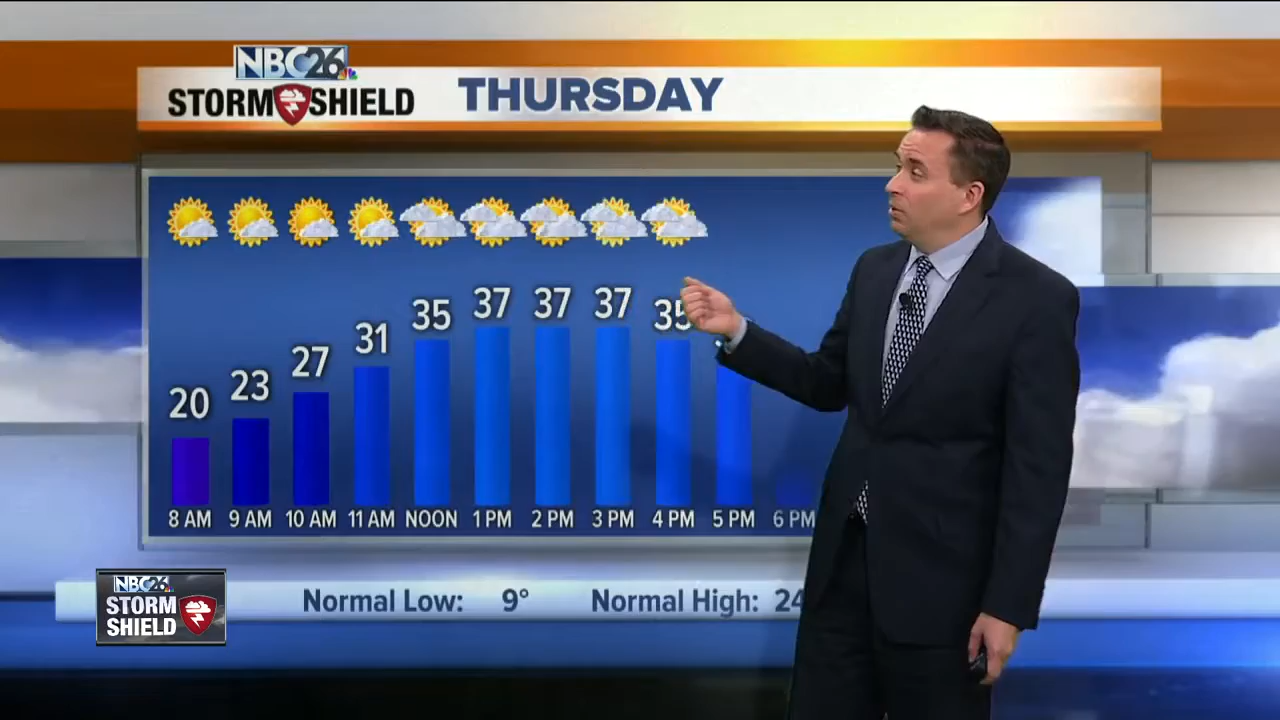 NBC26
STORM SHIELD
THURSDAY
20 23 27 31 35 37 37 37 35
8 AM 9 AM 10 AM 11 AM NOON 1 PM 2 PM 3 PM 4 PM 5 PM 6 PM
NBC26
STORM
SHIELD
Normal Low: 9° Normal High: 24